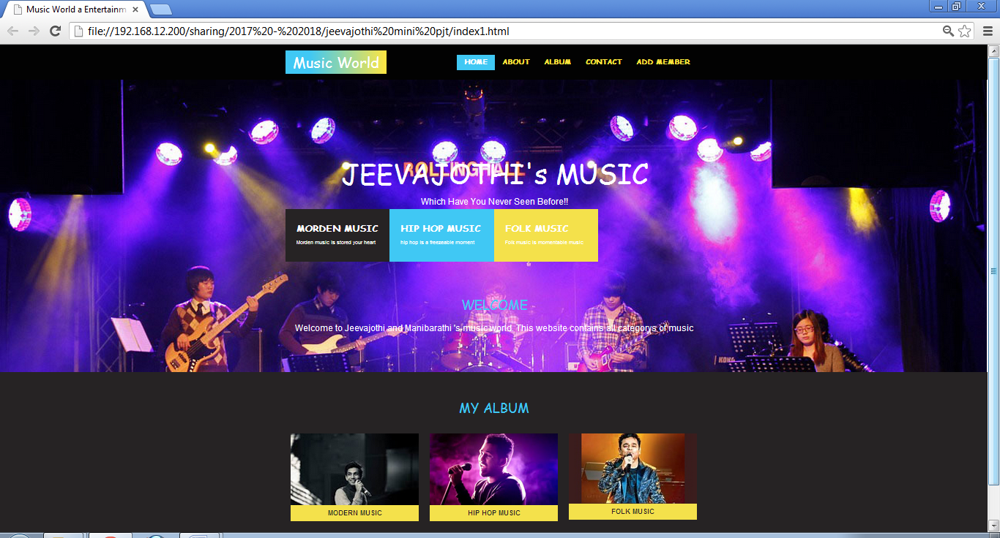 Music World a Entertainm
file://192.168.12.200/sharing/2017%20-%202018/jeevajothi%20mini%20pjt/index1.html
Music World
HOME ABOUT ALBUM CONTACT ADD MEMBER
ROLLINGHALL
JEEVAJOTHI's MUSIC
Which Have You Never Seen Before!!
MORDEN MUSIC
Morden music is stored your heart
HIP HOP MUSIC
hip hop is a freezeable moment
FOLK MUSIC
Folk music is momentable music
WELCOME
Welcome to Jeevajothi and Manibarathi 's music world. This website contains all categorys of music
KORG
MY ALBUM
MODERN MUSIC
HIP HOP MUSIC
FOLK MUSIC